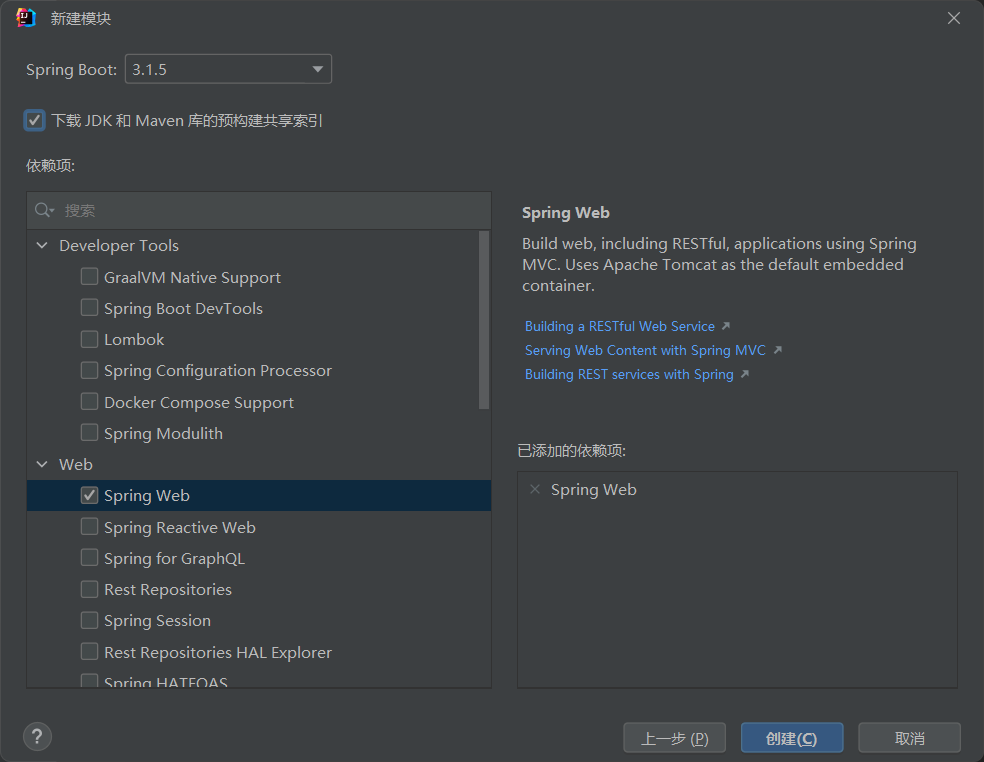 新建模块
Spring Boot: 3.1.5
下载 JDK 和 Maven 库的预构建共享索引
依赖项:
搜索
Developer Tools
GraalVM Native Support
Spring Boot DevTools
Lombok
Spring Configuration Processor
Docker Compose Support
Spring Modulith
Web
Spring Web
Spring Reactive Web
Spring for GraphQL
Rest Repositories
Spring Session
Rest Repositories HAL Explorer
Spring HATEOAS
Spring Web
Build web, including RESTful, applications using Spring
MVC. Uses Apache Tomcat as the default embedded
container.
Building a RESTful Web Service
Serving Web Content with Spring MVC
Building REST services with Spring
已添加的依赖项:
Spring Web
?
上一步 (P)
创建(C)
取消